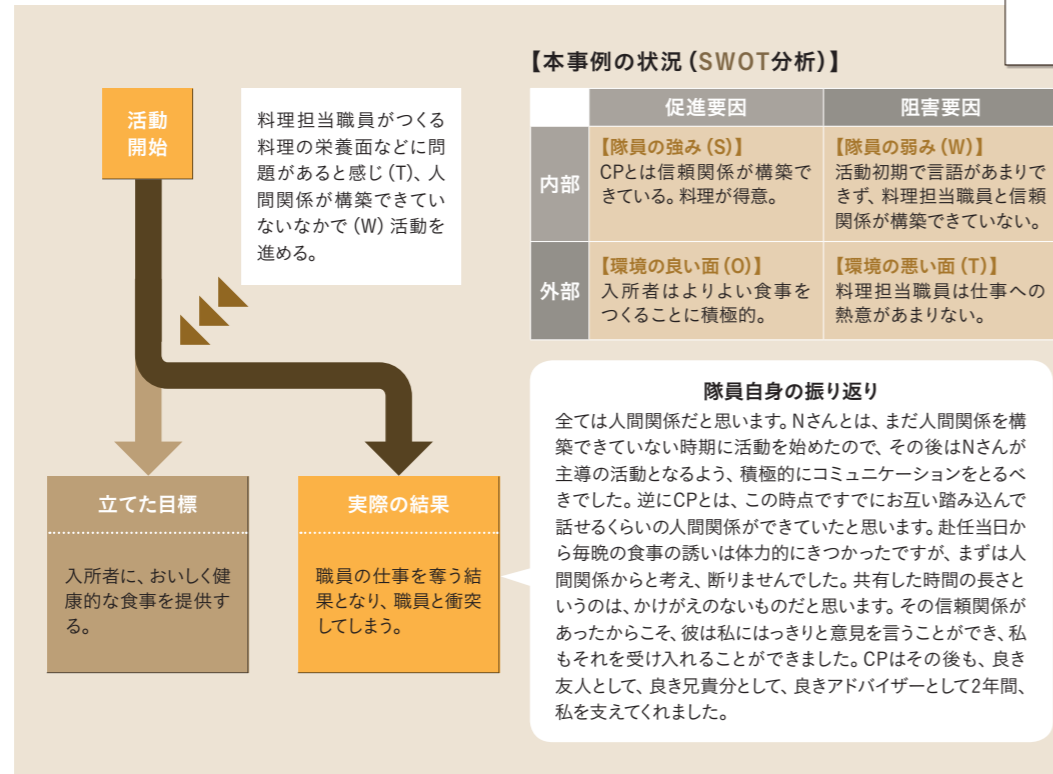 活動
開始
料理担当職員がつくる
料理の栄養面などに問
題があると感じ（T）、人
間関係が構築できてい
ないなかで（W）活動を
進める。
立てた目標
入所者に、おいしく健
康的な食事を提供す
る。
実際の結果
職員の仕事を奪う結
果となり、職員と衝突
してしまう。
【本事例の状況（SWOT分析）】
促進要因
阻害要因
内部
【隊員の強み（S）】
CPとは信頼関係が構築で
きている。料理が得意。
【隊員の弱み（W）】
活動初期で言語があまりで
きず、料理担当職員と信頼
関係が構築できていない。
外部
【環境の良い面（O）】
入所者はよりよい食事を
つくることに積極的。
【環境の悪い面（T）】
料理担当職員は仕事への
熱意があまりない。
隊員自身の振り返り
全ては人間関係だと思います。Nさんとは、まだ人間関係を構
築できていない時期に活動を始めたので、その後はNさんが
主導の活動となるよう、積極的にコミュニケーションをとるべ
きでした。逆にCPとは、この時点ですでにお互い踏み込んで
話せるくらいの人間関係ができていたと思います。赴任当日か
ら毎晩の食事の誘いは体力的にきつかったですが、まずは人
間関係からと考え、断りませんでした。共有した時間の長さと
いうのは、かけがえのないものだと思います。その信頼関係が
あったからこそ、彼は私にはっきりと意見を言うことができ、私
もそれを受け入れることができました。CPはその後も、良き
友人として、良き兄貴分として、良きアドバイザーとして2年間、
私を支えてくれました。